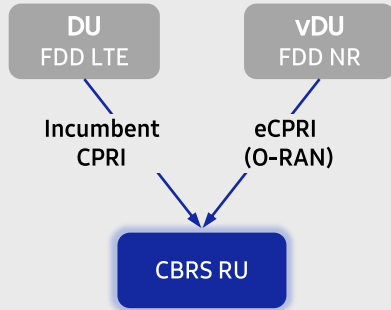 DU
FDD LTE
vDU
FDD NR
Incumbent
CPRI
eCPRI
(O-RAN)
CBRS RU